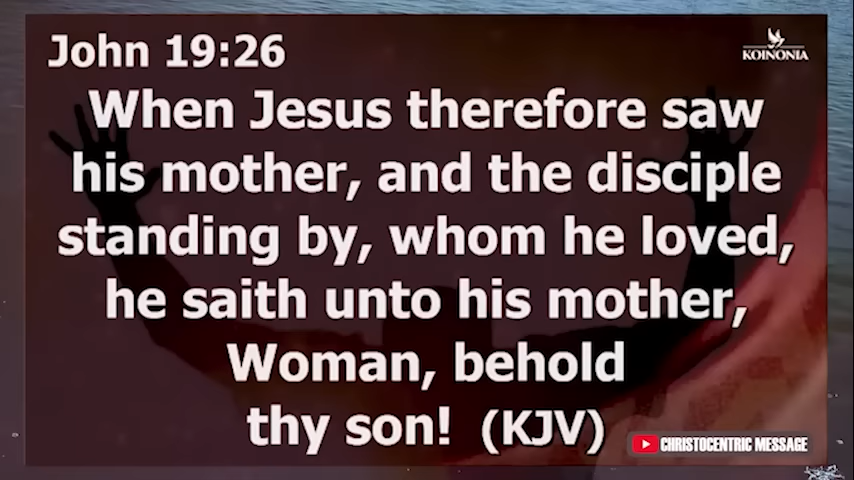 John 19:26
KOINONIA
When Jesus therefore saw
his mother, and the disciple
standing by, whom he loved,
he saith unto his mother,
Woman, behold
thy son! (KJV)
CHRISTOCENTRIC MESSAGE